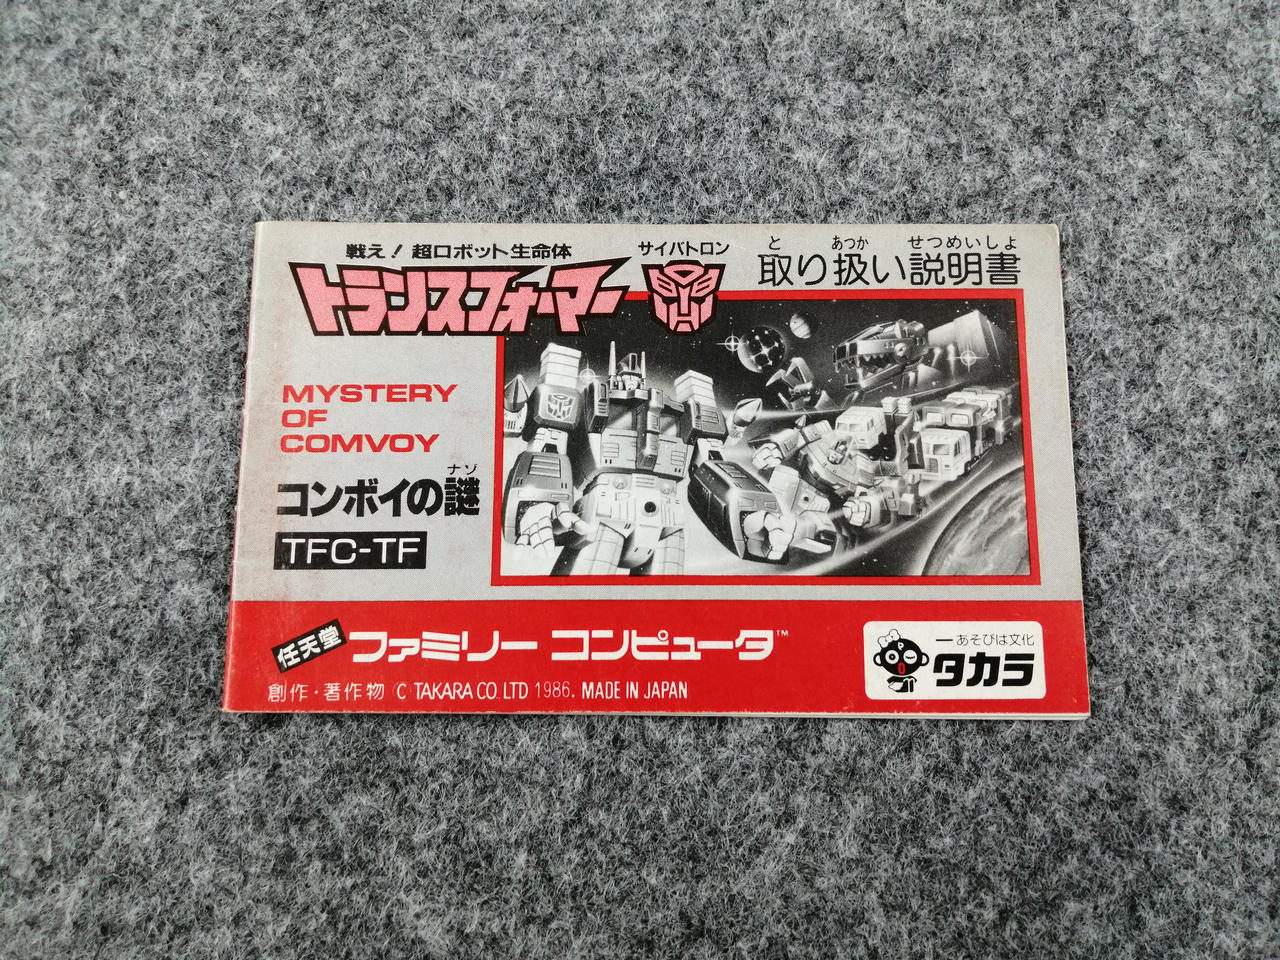 戦え!超ロボット生命体
トランスフォーマー
サイバトロン
と あつか せつめいしょ
取り扱い説明書
MYSTERY
OF
COMVOY
ナゾ
コンボイの謎
TFC-TF
任天堂 ファミリー コンピュータ™
創作・著作物 © TAKARA CO. LTD 1986. MADE IN JAPAN
―あそびは文化
タカラ